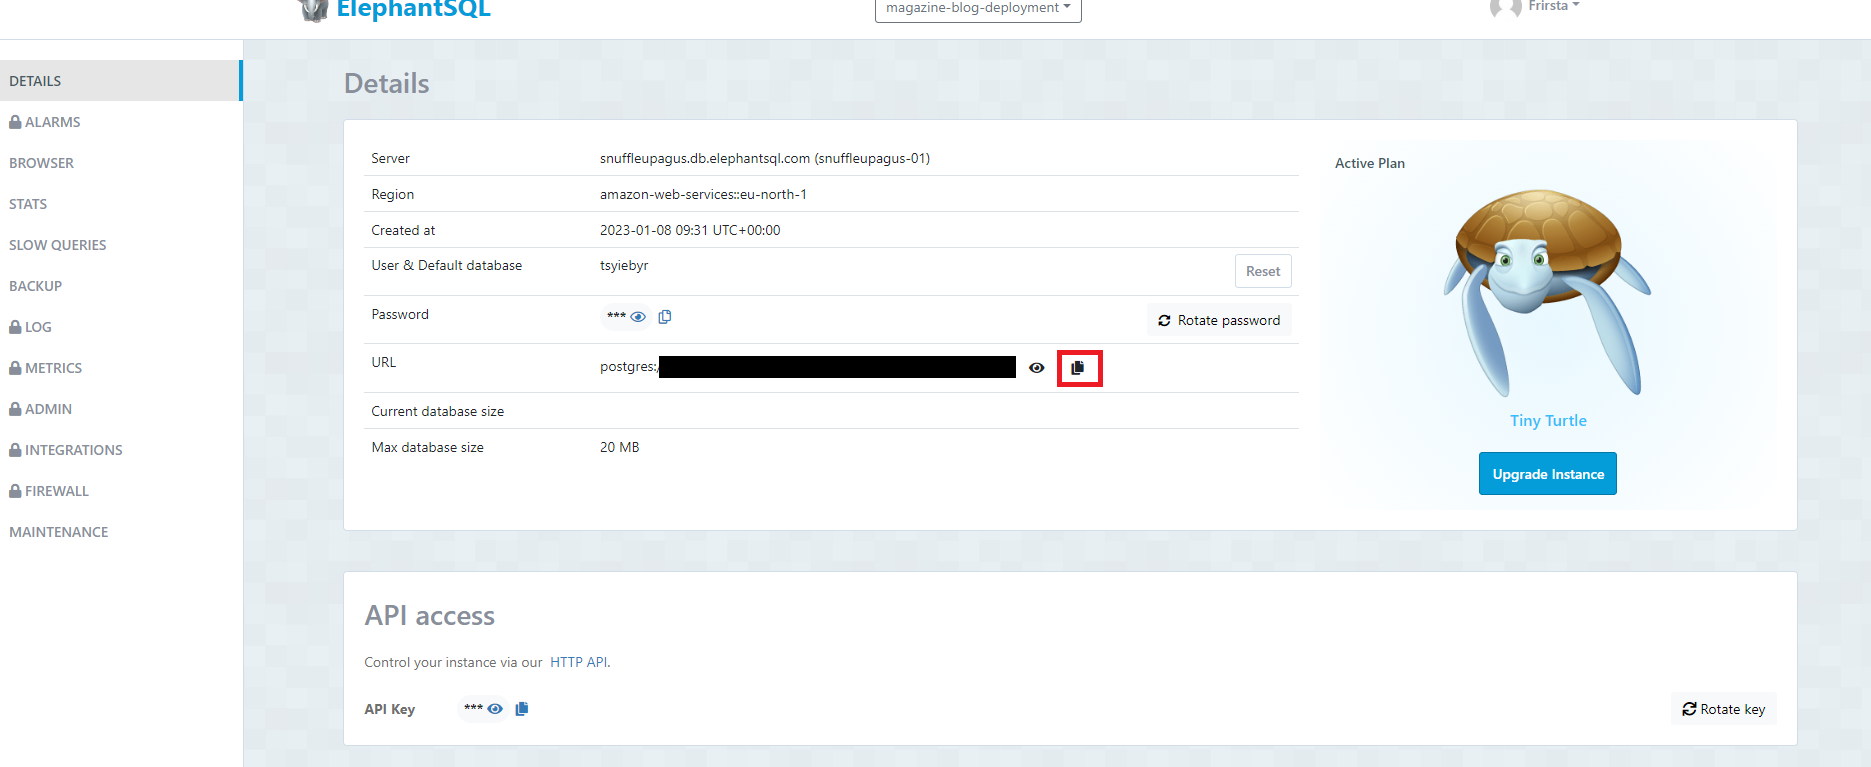 ElephantSQL
magazine-blog-deployment
Frirsta
DETAILS
ALARMS
BROWSER
STATS
SLOW QUERIES
BACKUP
LOG
METRICS
ADMIN
INTEGRATIONS
FIREWALL
MAINTENANCE
Details
Server snuffleupagus.db.elephantsql.com (snuffleupagus-01)
Region amazon-web-services::eu-north-1
Created at 2023-01-08 09:31 UTC+00:00
User & Default database tsyiebyr Reset
Password *** Rotate password
URL postgres:/
Current database size
Max database size 20 MB
Active Plan
Tiny Turtle
Upgrade Instance
API access
Control your instance via our HTTP API.
API Key *** Rotate key